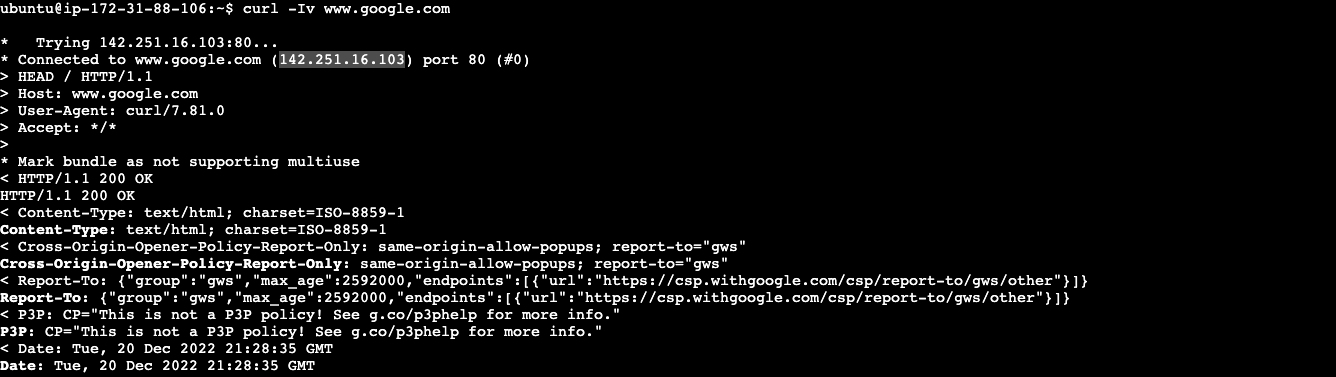 ubuntu@ip-172-31-88-106:~$ curl -Iv www.google.com
*   Trying 142.251.16.103:80...
* Connected to www.google.com (142.251.16.103) port 80 (#0)
> HEAD / HTTP/1.1
> Host: www.google.com
> User-Agent: curl/7.81.0
> Accept: */*
>
* Mark bundle as not supporting multiuse
< HTTP/1.1 200 OK
HTTP/1.1 200 OK
< Content-Type: text/html; charset=ISO-8859-1
Content-Type: text/html; charset=ISO-8859-1
< Cross-Origin-Opener-Policy-Report-Only: same-origin-allow-popups; report-to="gws"
Cross-Origin-Opener-Policy-Report-Only: same-origin-allow-popups; report-to="gws"
< Report-To: {"group":"gws","max_age":2592000,"endpoints":[{"url":"https://csp.withgoogle.com/csp/report-to/gws/other"}]}
Report-To: {"group":"gws","max_age":2592000,"endpoints":[{"url":"https://csp.withgoogle.com/csp/report-to/gws/other"}]}
< P3P: CP="This is not a P3P policy! See g.co/p3phelp for more info."
P3P: CP="This is not a P3P policy! See g.co/p3phelp for more info."
< Date: Tue, 20 Dec 2022 21:28:35 GMT
Date: Tue, 20 Dec 2022 21:28:35 GMT